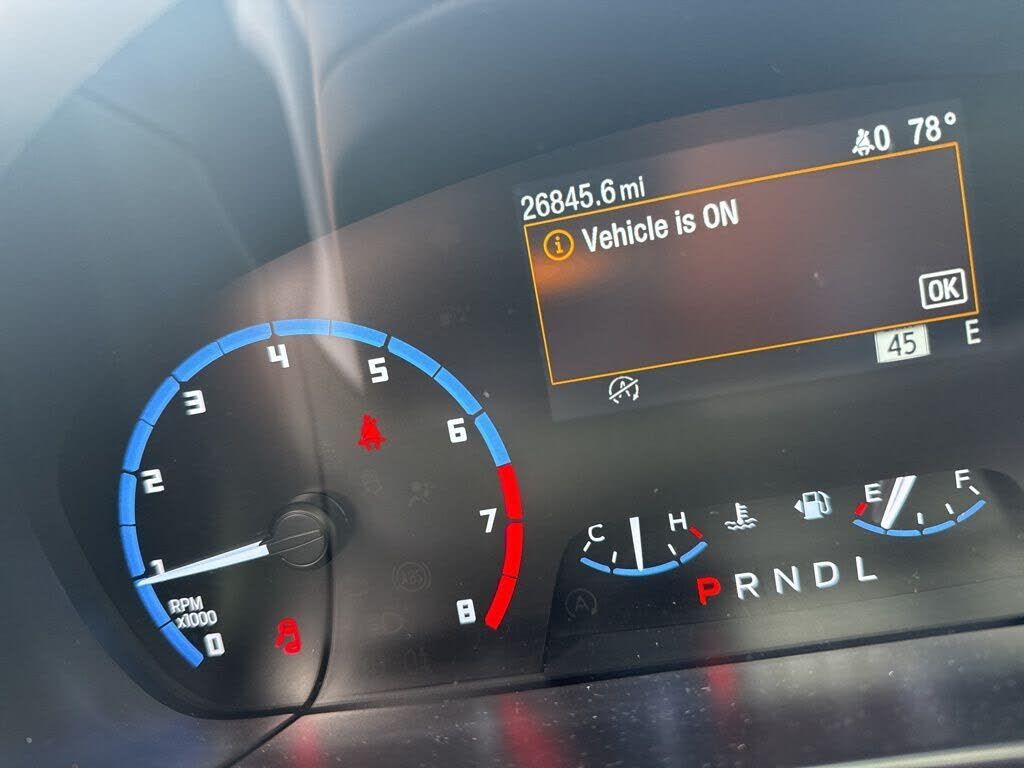 0 78°
26845.6 mi
i Vehicle is ON
OK
45 E
4
5
3
6
2
7
1
RPM
x1000
0
8
C H
E F
P R N D L
A
ABS
A